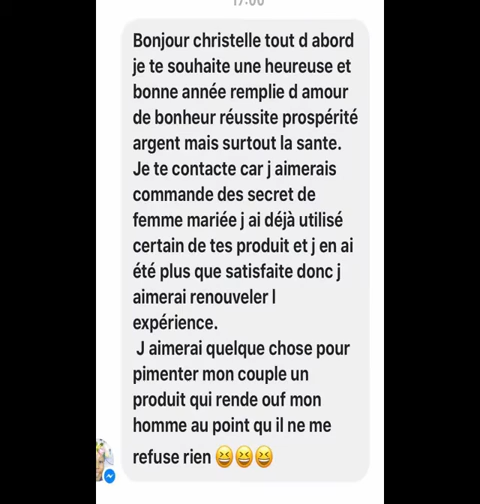 17:00
Bonjour christelle tout d abord
je te souhaite une heureuse et
bonne année remplie d amour
de bonheur réussite prospérité
argent mais surtout la sante.
Je te contacte car j aimerais
commande des secret de
femme mariée j ai déjà utilisé
certain de tes produit et j en ai
été plus que satisfaite donc j
aimerai renouveler l
expérience.
J aimerai quelque chose pour
pimenter mon couple un
produit qui rende ouf mon
homme au point qu il ne me
refuse rien 😆😆😆